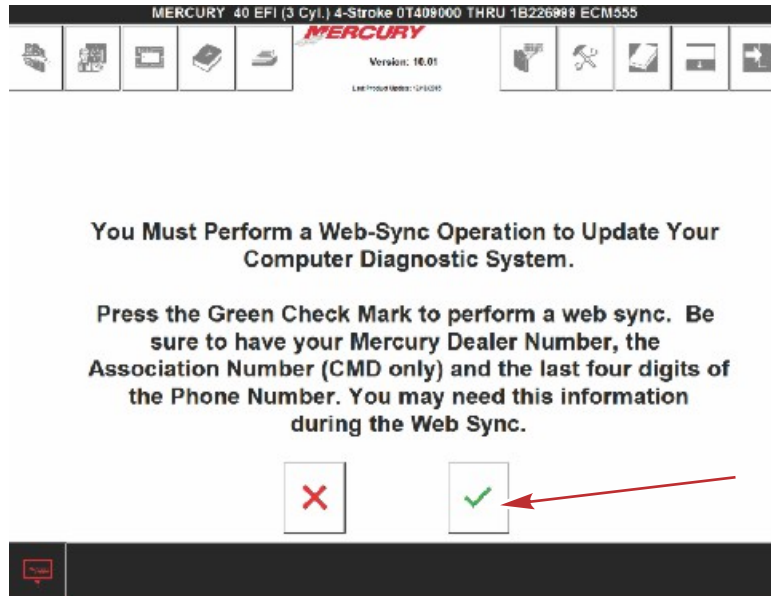 MERCURY 40 EFI (3 Cyl.) 4-Stroke 0T409000 THRU 1B226999 ECM555
MERCURY
Version: 10.01
You Must Perform a Web-Sync Operation to Update Your
Computer Diagnostic System.
Press the Green Check Mark to perform a web sync. Be
sure to have your Mercury Dealer Number, the
Association Number (CMD only) and the last four digits of
the Phone Number. You may need this information
during the Web Sync.